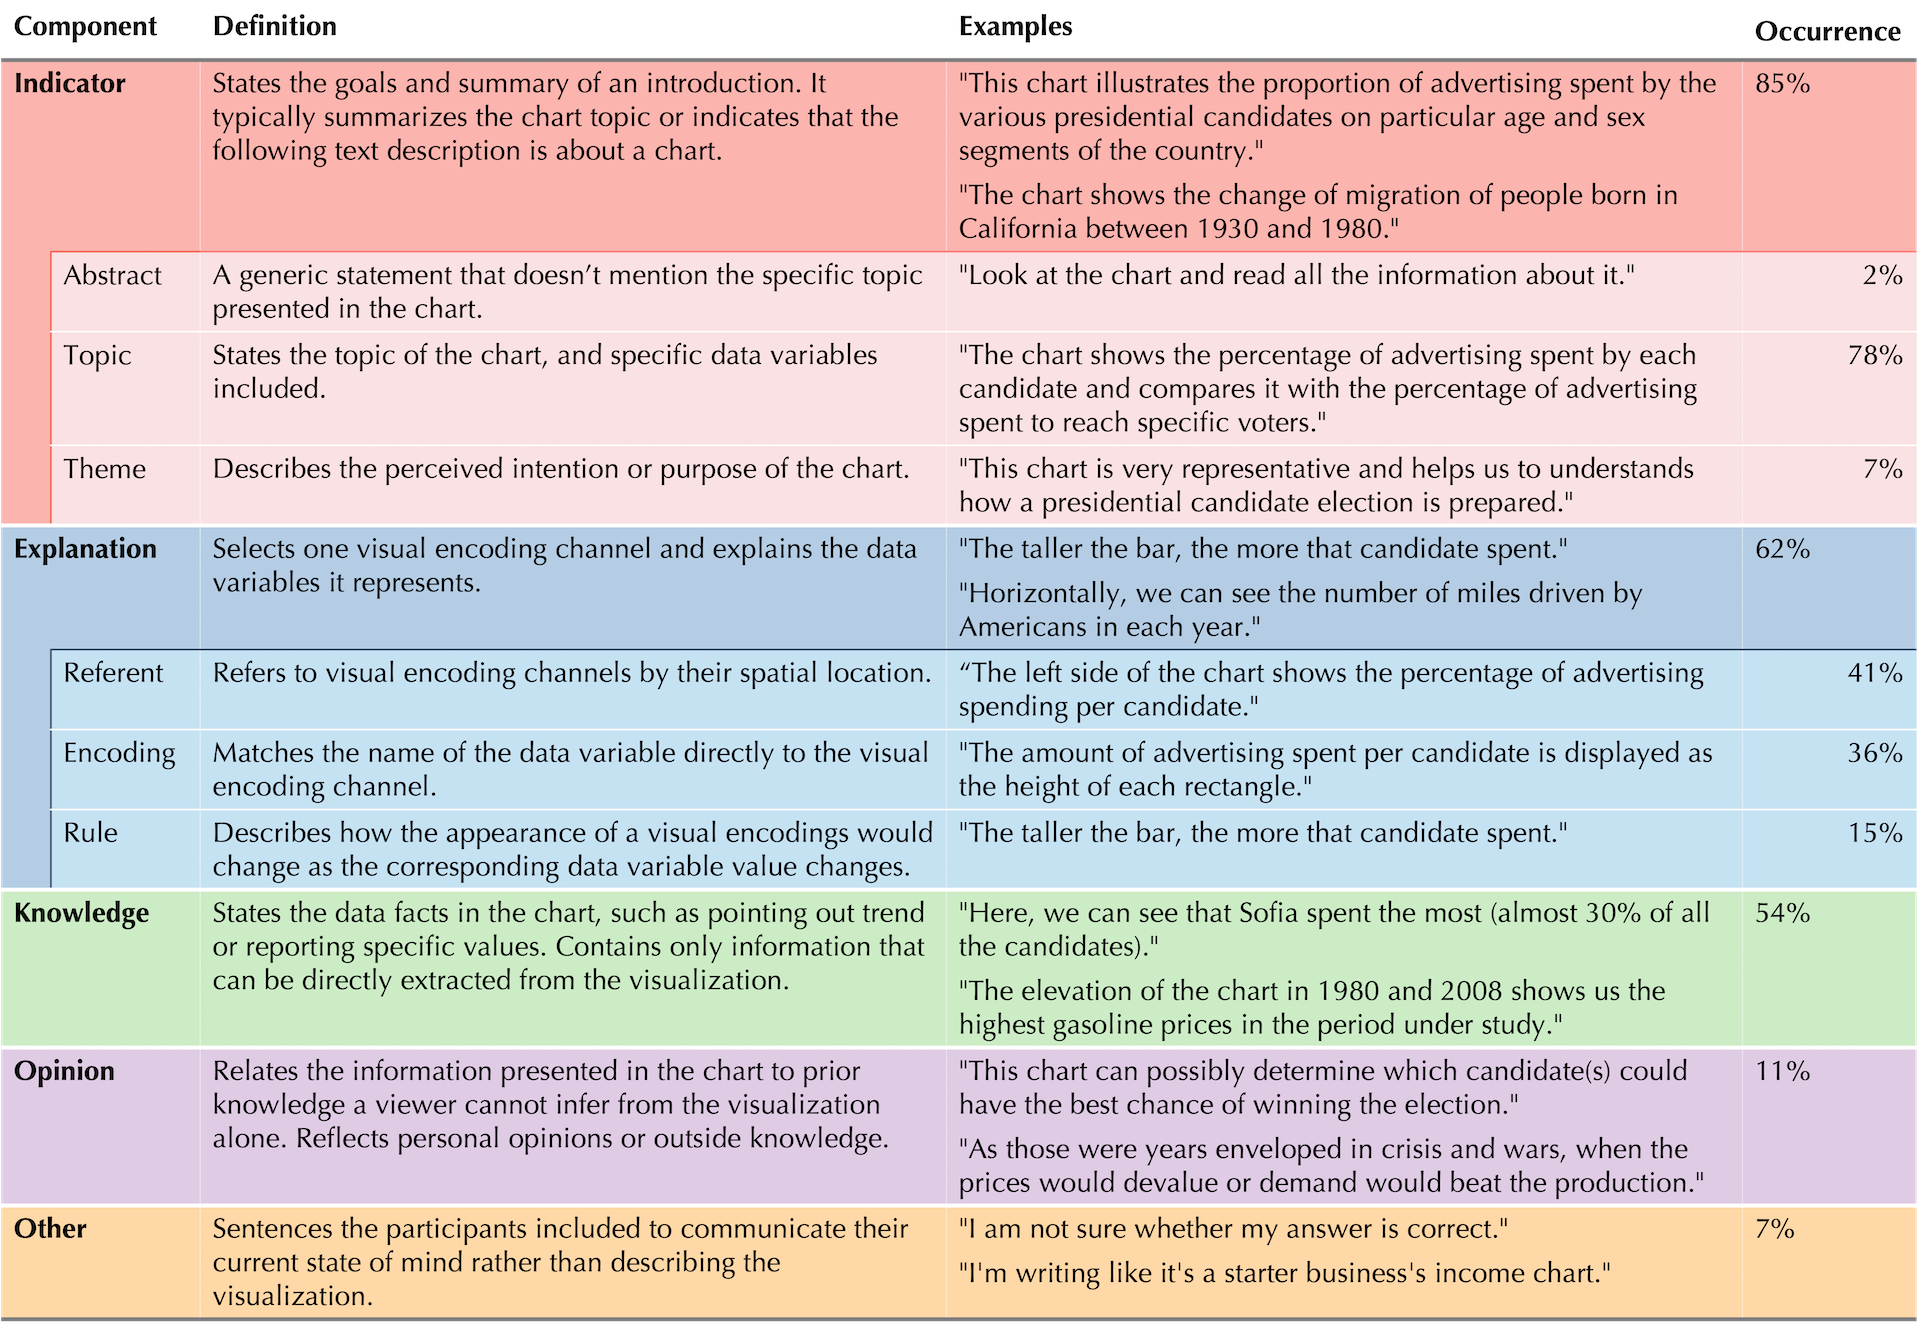 Component Definition Examples Occurrence
Indicator States the goals and summary of an introduction. It "This chart illustrates the proportion of advertising spent by the 85%
typically summarizes the chart topic or indicates that the various presidential candidates on particular age and sex
following text description is about a chart. segments of the country."
"The chart shows the change of migration of people born in
California between 1930 and 1980."
Abstract A generic statement that doesn’t mention the specific topic "Look at the chart and read all the information about it." 2%
presented in the chart.
Topic States the topic of the chart, and specific data variables "The chart shows the percentage of advertising spent by each 78%
included. candidate and compares it with the percentage of advertising
spent to reach specific voters."
Theme Describes the perceived intention or purpose of the chart. "This chart is very representative and helps us to understands 7%
how a presidential candidate election is prepared."
Explanation Selects one visual encoding channel and explains the data "The taller the bar, the more that candidate spent." 62%
variables it represents. "Horizontally, we can see the number of miles driven by
Americans in each year."
Referent Refers to visual encoding channels by their spatial location. “The left side of the chart shows the percentage of advertising 41%
spending per candidate."
Encoding Matches the name of the data variable directly to the visual "The amount of advertising spent per candidate is displayed as 36%
encoding channel. the height of each rectangle."
Rule Describes how the appearance of a visual encodings would "The taller the bar, the more that candidate spent." 15%
change as the corresponding data variable value changes.
Knowledge States the data facts in the chart, such as pointing out trend "Here, we can see that Sofia spent the most (almost 30% of all 54%
or reporting specific values. Contains only information that the candidates)."
can be directly extracted from the visualization. "The elevation of the chart in 1980 and 2008 shows us the
highest gasoline prices in the period under study."
Opinion Relates the information presented in the chart to prior "This chart can possibly determine which candidate(s) could 11%
knowledge a viewer cannot infer from the visualization have the best chance of winning the election."
alone. Reflects personal opinions or outside knowledge. "As those were years enveloped in crisis and wars, when the
prices would devalue or demand would beat the production."
Other Sentences the participants included to communicate their "I am not sure whether my answer is correct." 7%
current state of mind rather than describing the "I'm writing like it's a starter business's income chart."
visualization.